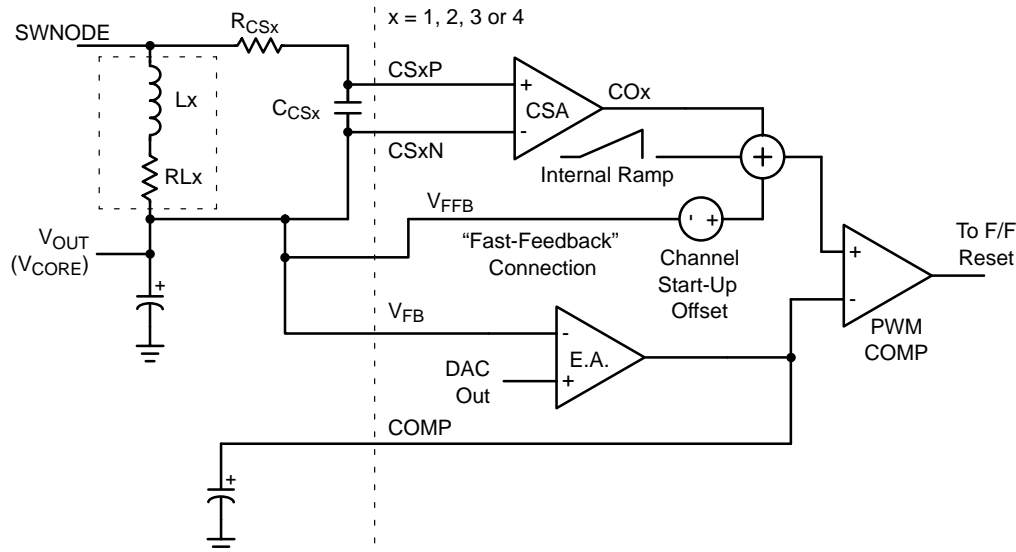 x = 1, 2, 3 or 4
SWNODE
RCSx
CSxP
Lx
CCSx
+
CSA
-
COx
CSxN
+
Internal Ramp
RLx
VFFB
- +
VOUT
(VCORE)
“Fast-Feedback”
Connection
Channel
Start-Up
Offset
+
-
To F/F
Reset
PWM
COMP
+
VFB
-
E.A.
+
DAC
Out
COMP
+